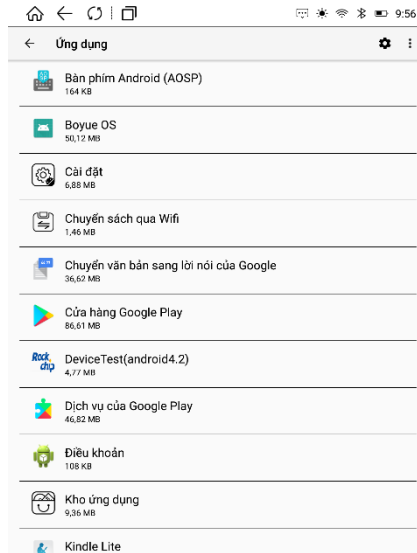 9:56
Ứng dụng
Bàn phím Android (AOSP)
164 KB
Boyue OS
50,12 MB
Cài đặt
6,88 MB
Chuyển sách qua Wifi
1,46 MB
Chuyển văn bản sang lời nói của Google
36,62 MB
Cửa hàng Google Play
86,61 MB
Rock chip
DeviceTest(android4.2)
4,77 MB
Dịch vụ của Google Play
46,82 MB
Điều khoản
108 KB
Kho ứng dụng
9,36 MB
Kindle Lite